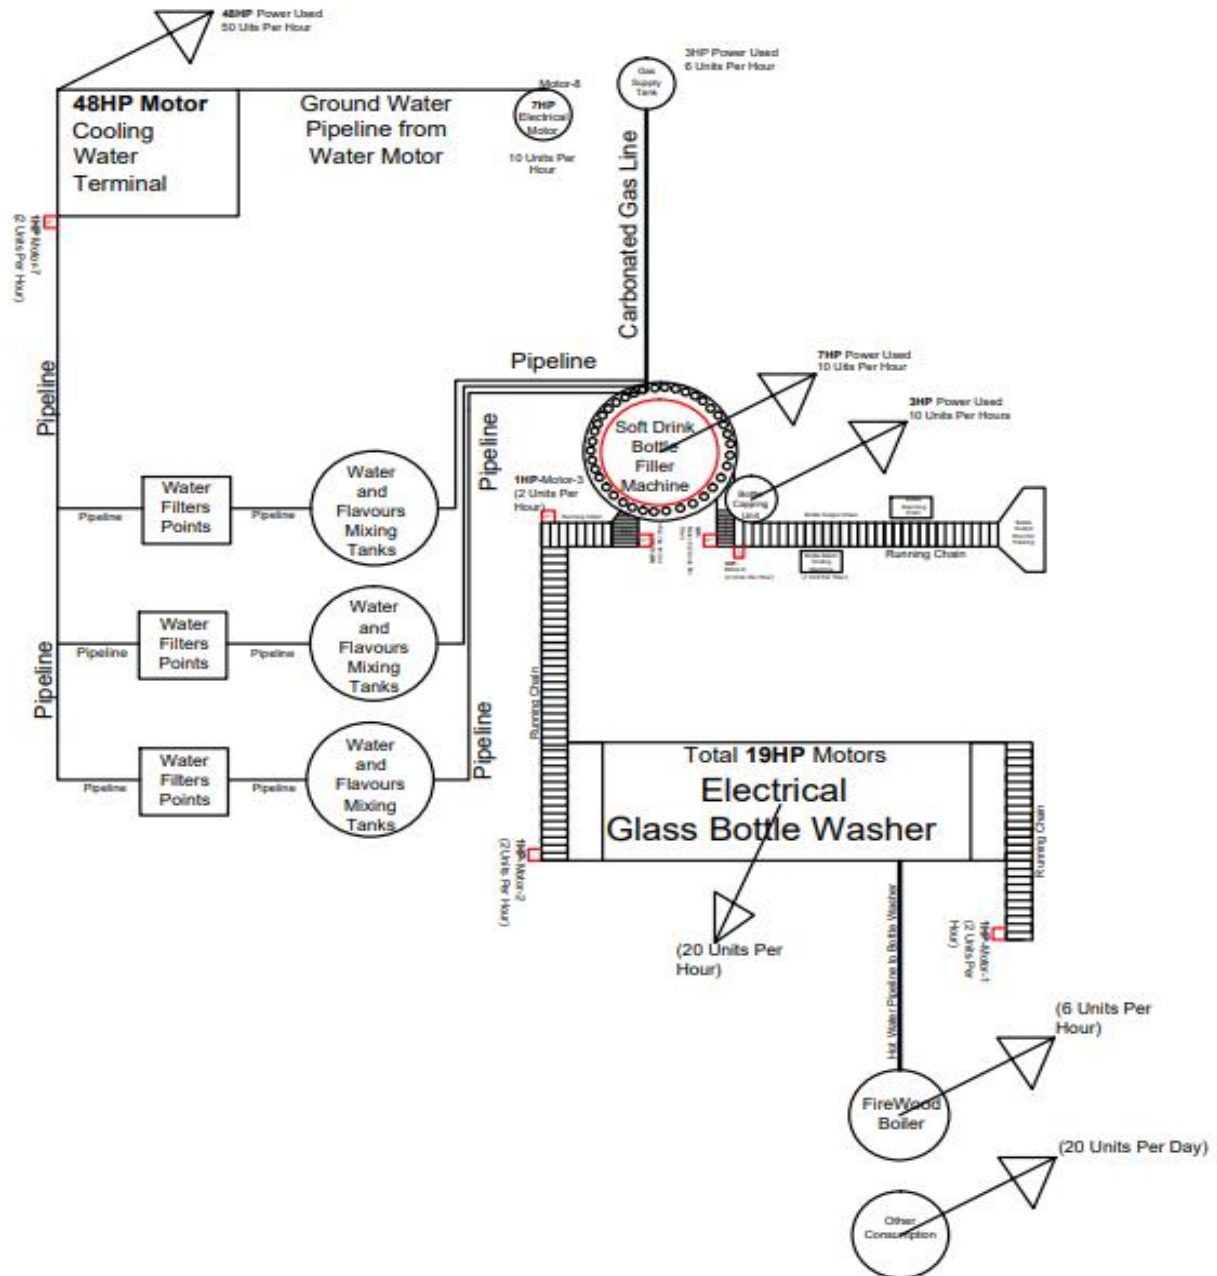 48HP Power Used
50 Uits Per Hour
3HP Power Used
6 Units Per Hour
Gas
Supply
Tank
Motor-8
7HP
Electrical
Motor
10 Units Per
Hour
48HP Motor
Cooling
Water
Terminal
Ground Water
Pipeline from
Water Motor
1HP-Motor-7
(2 Units Per Hour)
Carbonated Gas Line
Pipeline
Pipeline
Pipeline
7HP Power Used
10 Uits Per Hour
3HP Power Used
10 Units Per Hours
Soft Drink
Bottle
Filler
Machine
1HP-Motor-3
(2 Units Per
Hour)
Running Chain
Capping
Unit
Running Chain
Water
Filters
Points
Pipeline
Pipeline
Water
and
Flavours
Mixing
Tanks
Water
Filters
Points
Pipeline
Pipeline
Water
and
Flavours
Mixing
Tanks
Pipeline
Pipeline
Running Chain
Water
Filters
Points
Pipeline
Pipeline
Water
and
Flavours
Mixing
Tanks
Total 19HP Motors
Electrical
Glass Bottle Washer
Running Chain
1HP-Motor-2
(2 Units Per Hour)
(20 Units Per
Hour)
1HP-Motor-1
(2 Units Per
Hour)
Hot Water Pipeline to Bottle Washer
(6 Units Per
Hour)
FireWood
Boiler
(20 Units Per Day)
Other
Consumption